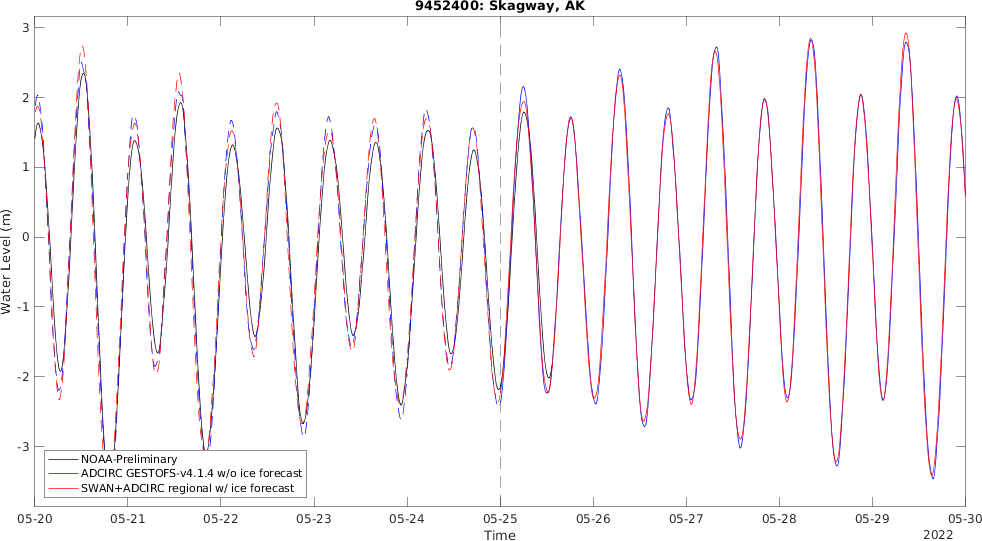 9452400: Skagway, AK
3
2
1
0
-1
-2
-3
Water Level (m)
NOAA-Preliminary
ADCIRC GESTOFS-v4.1.4 w/o ice forecast
SWAN+ADCIRC regional w/ ice forecast
05-20 05-21 05-22 05-23 05-24 05-25 05-26 05-27 05-28 05-29 05-30
Time
2022